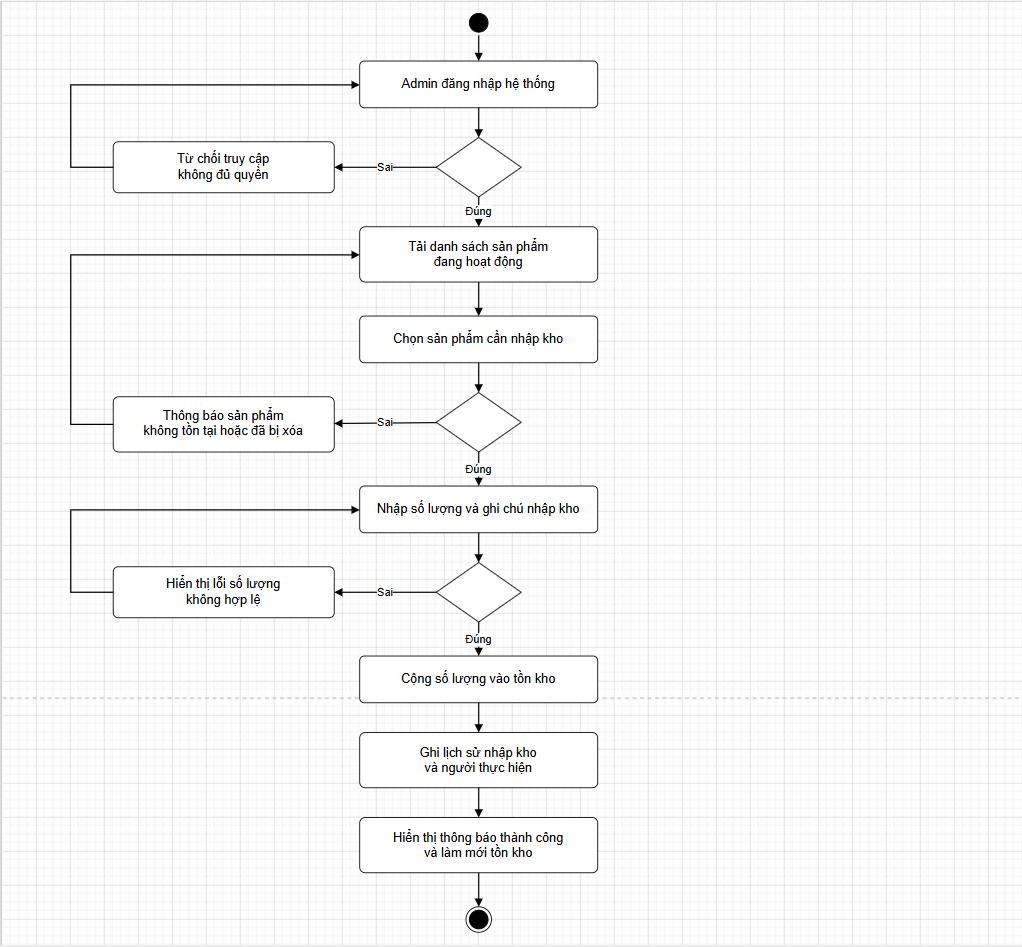 Admin đăng nhập hệ thống
Từ chối truy cập
không đủ quyền
Sai
Đúng
Tải danh sách sản phẩm
đang hoạt động
Chọn sản phẩm cần nhập kho
Thông báo sản phẩm
không tồn tại hoặc đã bị xóa
Sai
Đúng
Nhập số lượng và ghi chú nhập kho
Hiển thị lỗi số lượng
không hợp lệ
Sai
Đúng
Cộng số lượng vào tồn kho
Ghi lịch sử nhập kho
và người thực hiện
Hiển thị thông báo thành công
và làm mới tồn kho